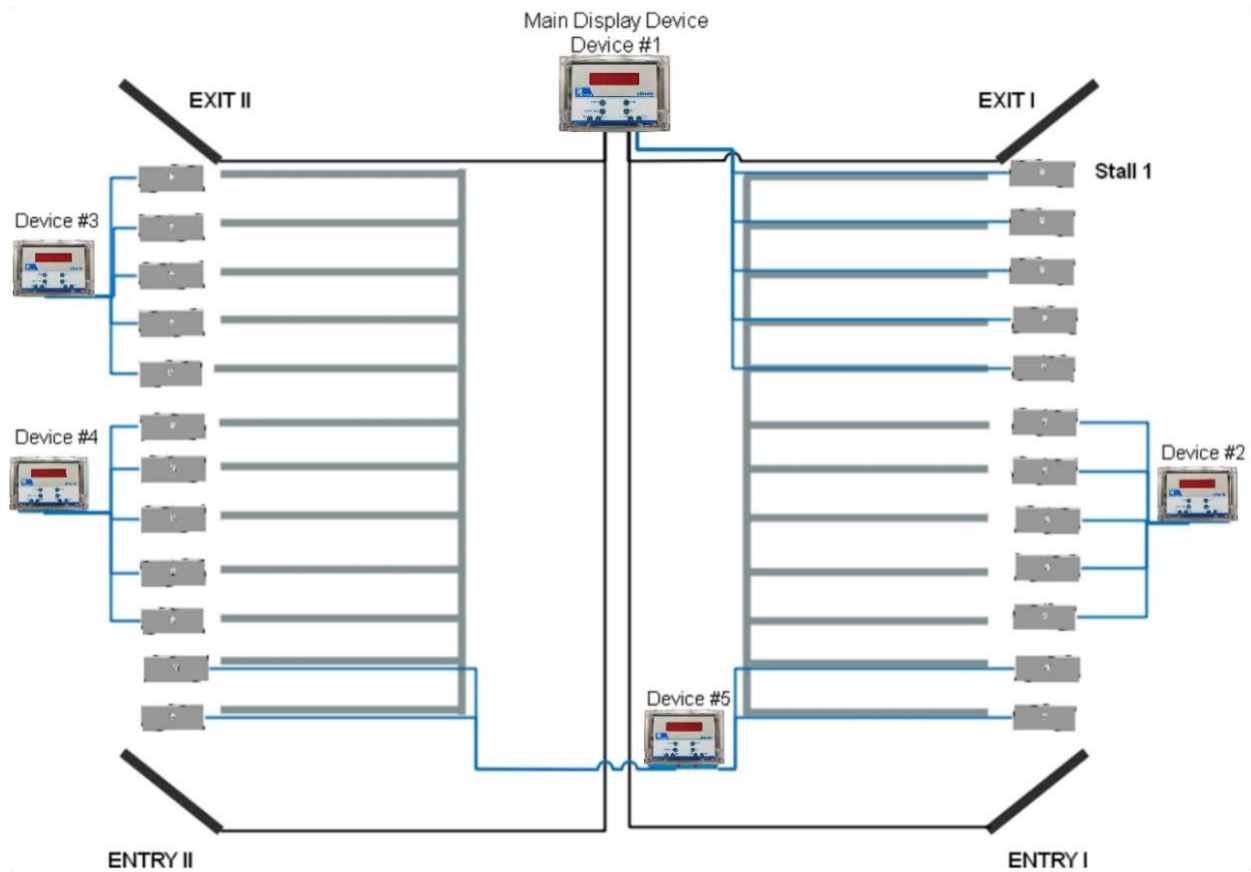 Main Display Device
Device #1
EXIT II
EXIT I
Stall 1
Device #3
Device #4
Device #2
Device #5
ENTRY II
ENTRY I